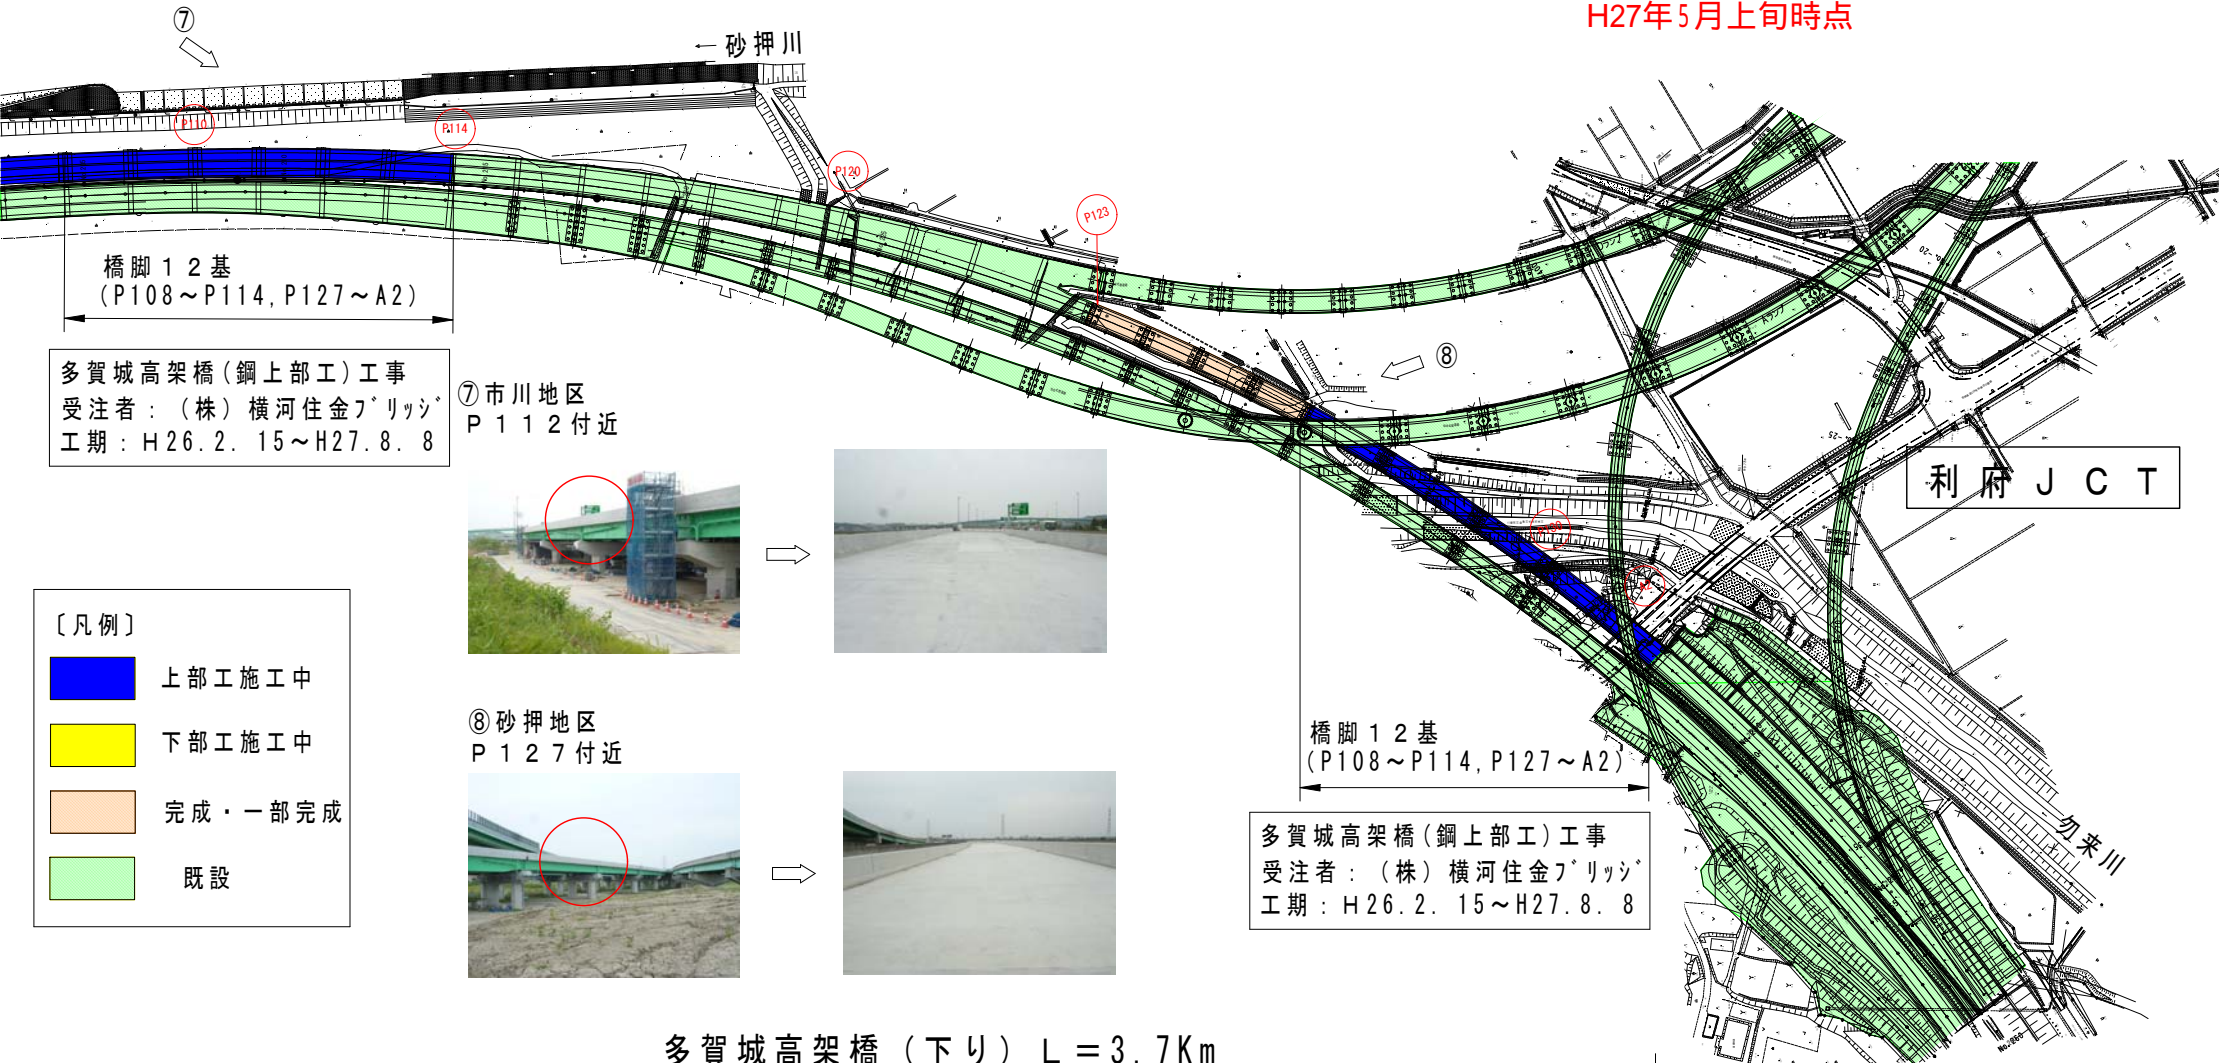 H27年5月上旬時点
⑦
← 砂押川
P110
P114
P120
P123
橋脚12基
(P108～P114,P127～A2)
多賀城高架橋(鋼上部工)工事
受注者：（株）横河住金ﾌﾞﾘｯｼﾞ
工期：H26.2. 15～H27.8. 8
⑦市川地区
P112付近
⑧
利府JCT
A2
〔凡例〕
上部工施工中
下部工施工中
完成・一部完成
既設
⑧砂押地区
P127付近
橋脚12基
(P108～P114,P127～A2)
多賀城高架橋(鋼上部工)工事
受注者：（株）横河住金ﾌﾞﾘｯｼﾞ
工期：H26.2. 15～H27.8. 8
勿来川
多賀城高架橋（下り）L＝3.7Km